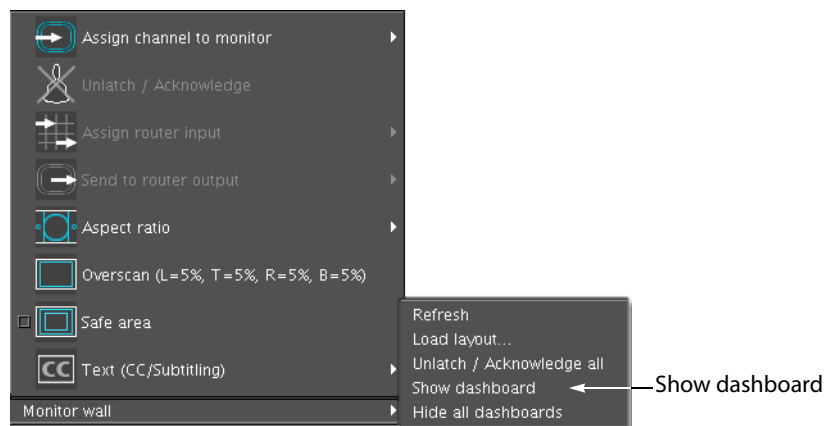 Assign channel to monitor
Unlatch / Acknowledge
Assign router input
Send to router output
Aspect ratio
Overscan (L=5%, T=5%, R=5%, B=5%)
Safe area
CC Text (CC/Subtitling)
Monitor wall
Refresh
Load layout...
Unlatch / Acknowledge all
Show dashboard
Hide all dashboards
Show dashboard